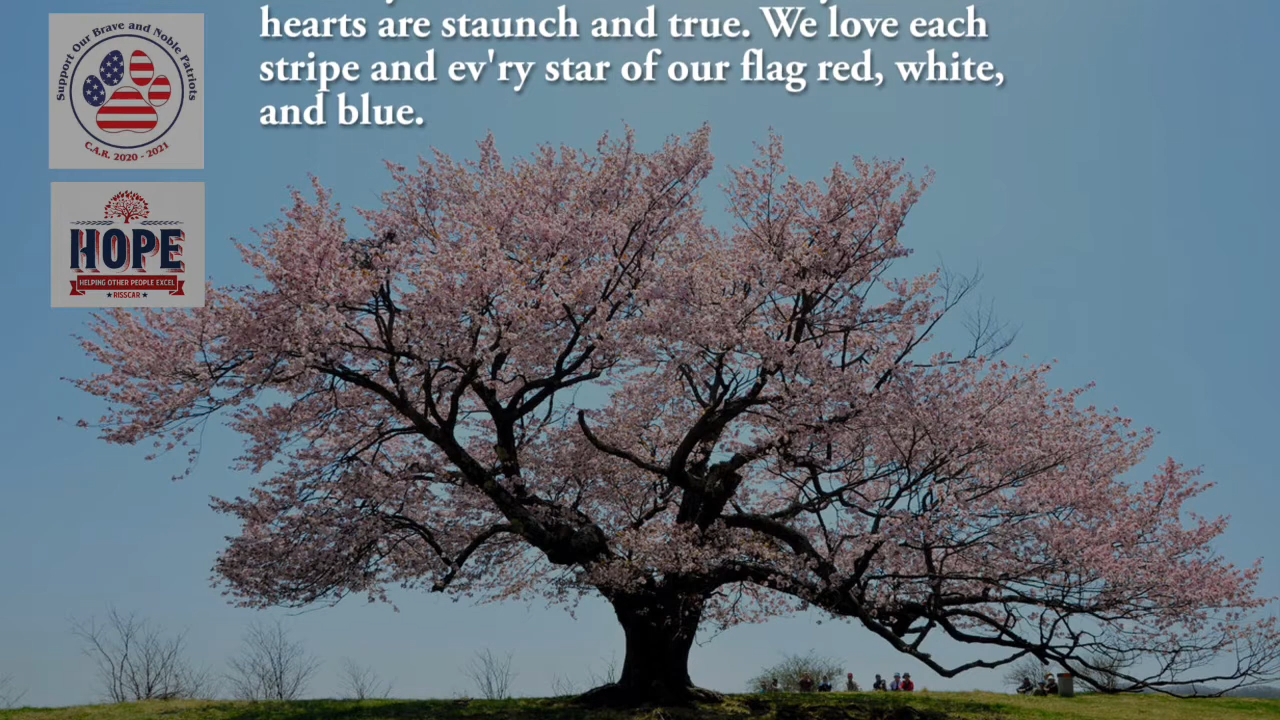 hearts are staunch and true. We love each
stripe and ev'ry star of our flag red, white,
and blue.
Support Our Brave and Noble Patriots
C.A.R. 2020 - 2021
HOPE
HELPING OTHER PEOPLE EXCEL
★RISSCAR★